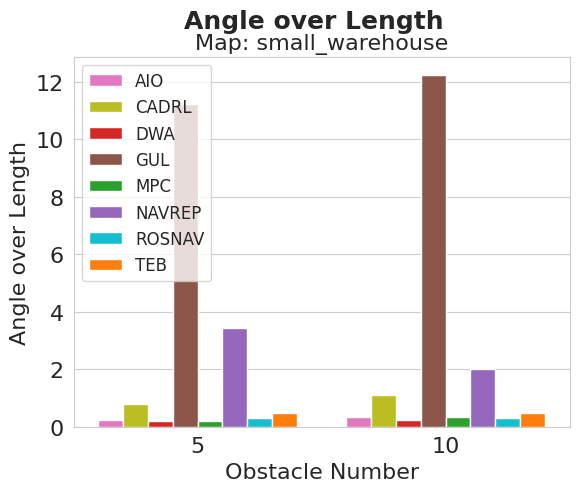 Angle over Length
Map: small_warehouse
AIO
CADRL
DWA
GUL
MPC
NAVREP
ROSNAV
TEB
Angle over Length
12
10
8
6
4
2
0
5
10
Obstacle Number